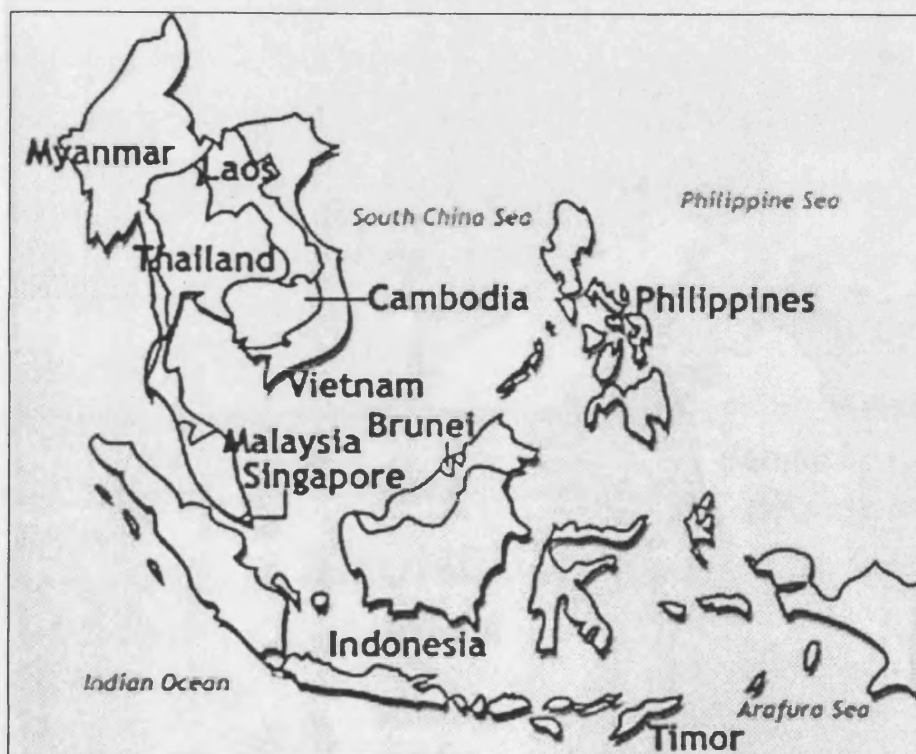 Myanmar
Laos
South China Sea
Philippine Sea
Thailand
Cambodia
Philippines
Vietnam
Brunei
Malaysia
Singapore
Indonesia
Indian Ocean
Arafura Sea
Timor